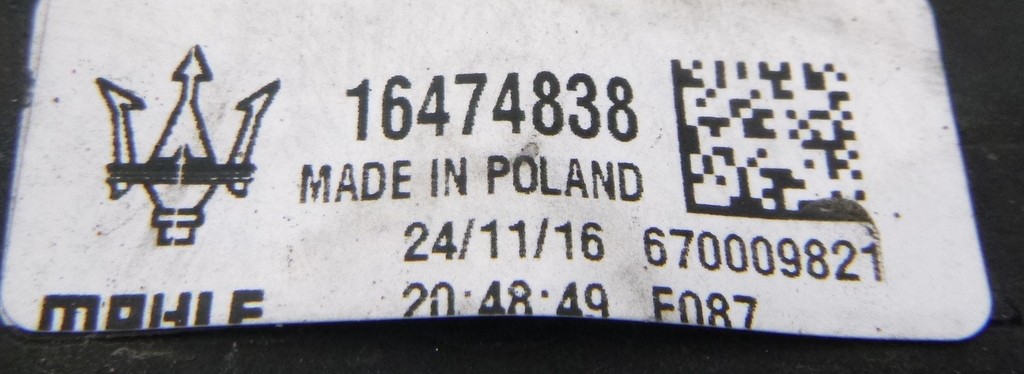 16474838
MADE IN POLAND
24/11/16 670009821
MAHLE 20:48:49 F087